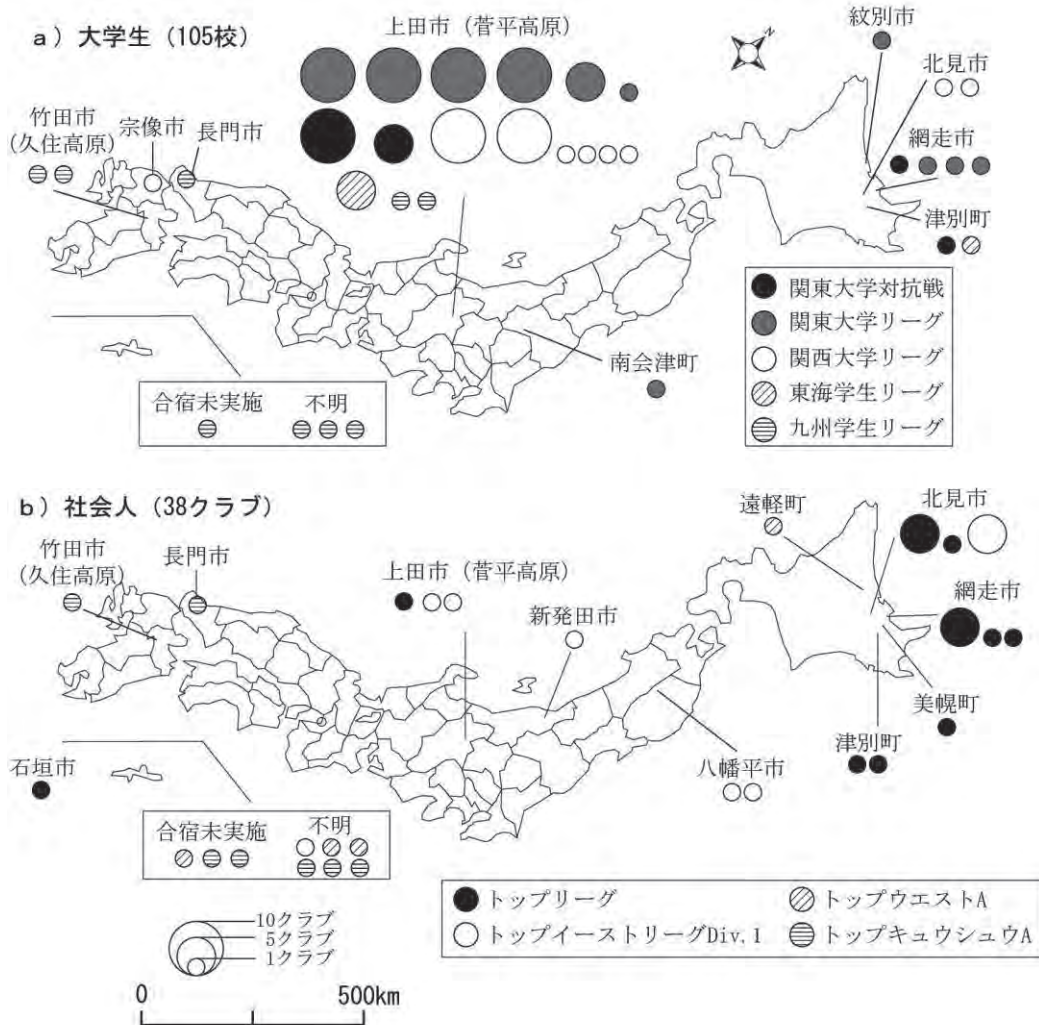 a）大学生（105校）
上田市（菅平高原）
N
紋別市
北見市
竹田市
（久住高原）
宗像市
長門市
網走市
津別町
南会津町
関東大学対抗戦
関東大学リーグ
関西大学リーグ
東海学生リーグ
九州学生リーグ
合宿未実施
不明
b）社会人（38クラブ）
遠軽町
北見市
竹田市
（久住高原）
長門市
上田市（菅平高原）
新発田市
網走市
美幌町
津別町
八幡平市
石垣市
合宿未実施
不明
トップリーグ
トップウエストA
トップイーストリーグDiv.1
トップキュウシュウA
10クラブ
5クラブ
1クラブ
0
500km